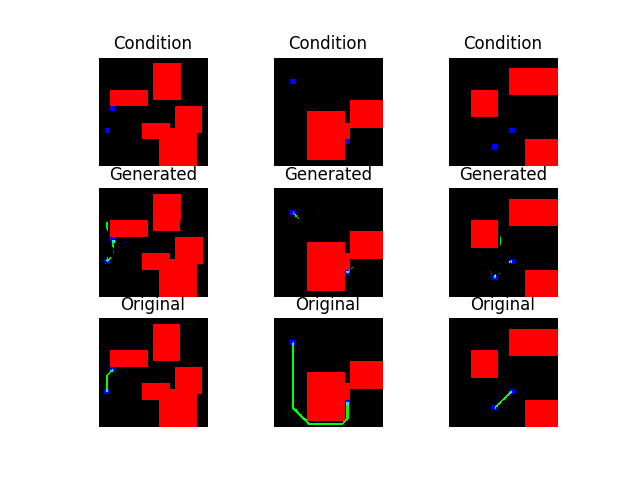 Condition Condition Condition
Generated Generated Generated
Original Original Original